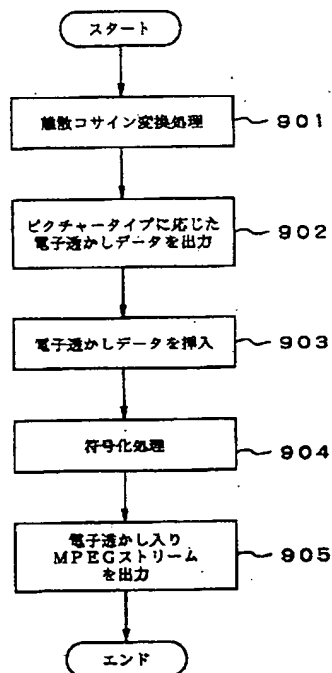 スタート
離散コサイン変換処理
901
ピクチャータイプに応じた
電子透かしデータを出力
902
電子透かしデータを挿入
903
符号化処理
904
電子透かし入り
MPEGストリーム
を出力
905
エンド